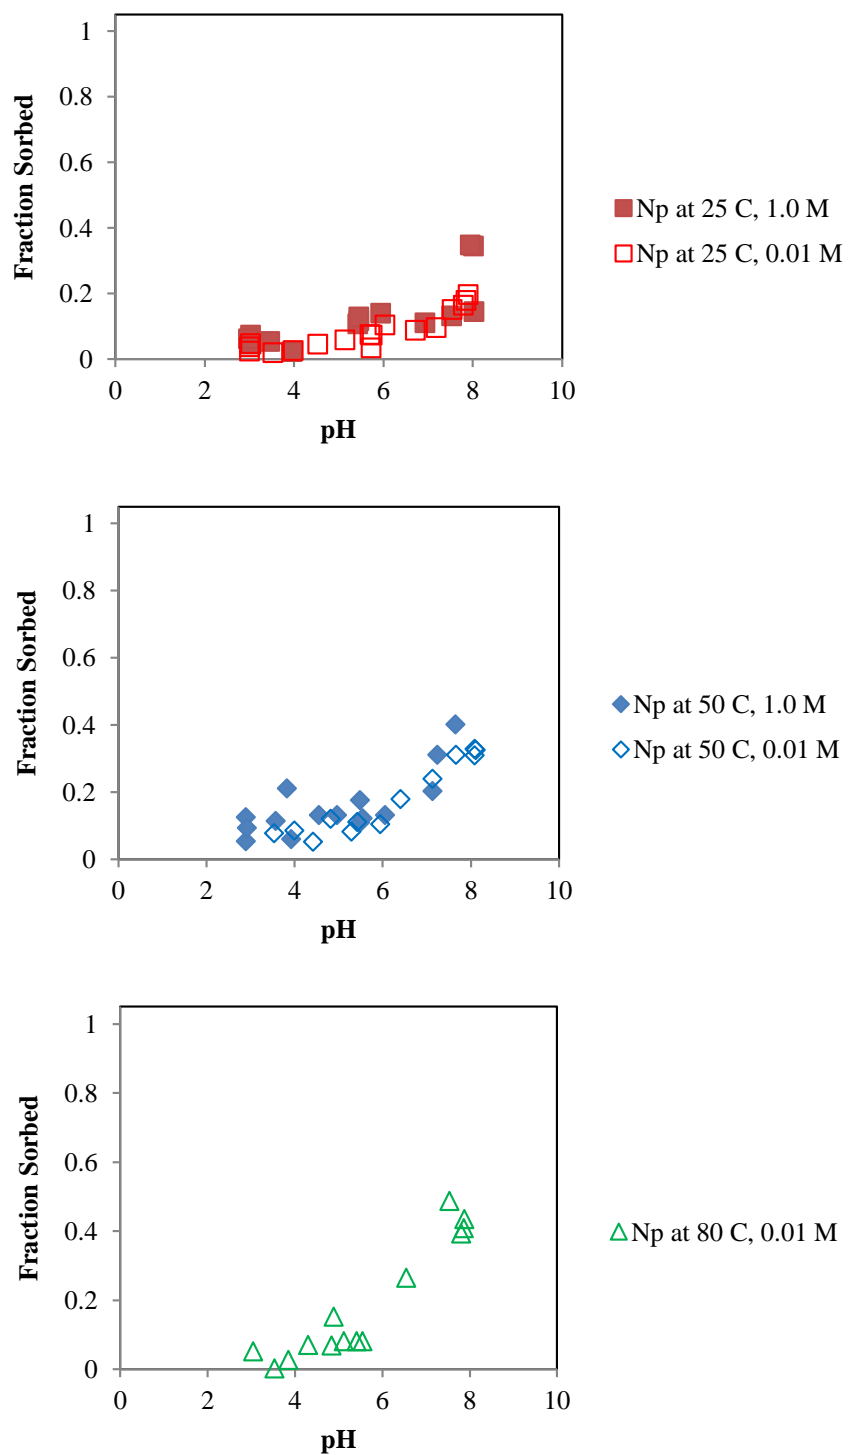 1
0.8
0.6
0.4
0.2
0
0 2 4 6 8 10
Fraction Sorbed
pH
Np at 25 C, 1.0 M
Np at 25 C, 0.01 M
1
0.8
0.6
0.4
0.2
0
0 2 4 6 8 10
Fraction Sorbed
pH
Np at 50 C, 1.0 M
Np at 50 C, 0.01 M
1
0.8
0.6
0.4
0.2
0
0 2 4 6 8 10
Fraction Sorbed
pH
Np at 80 C, 0.01 M